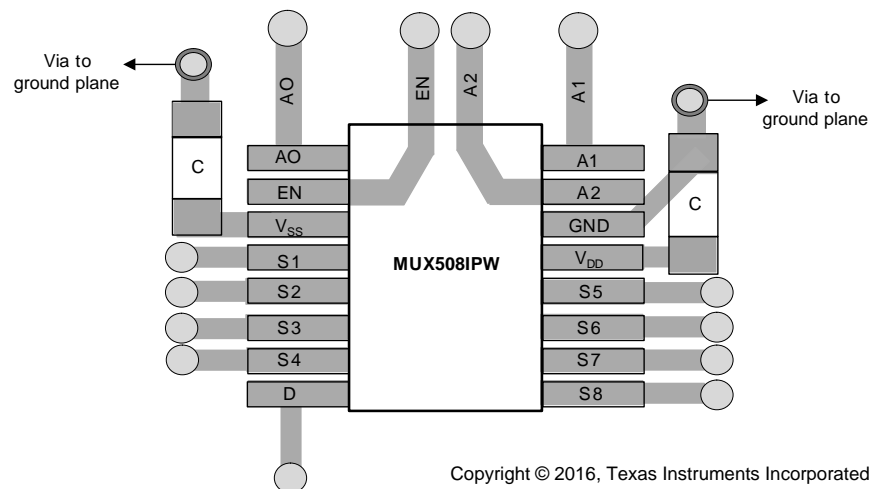 Via to
ground plane
AO
EN
A2
A1
Via to
ground plane
C
C
AO
EN
VSS
S1
S2
S3
S4
D
MUX508IPW
A1
A2
GND
VDD
S5
S6
S7
S8
Copyright © 2016, Texas Instruments Incorporated